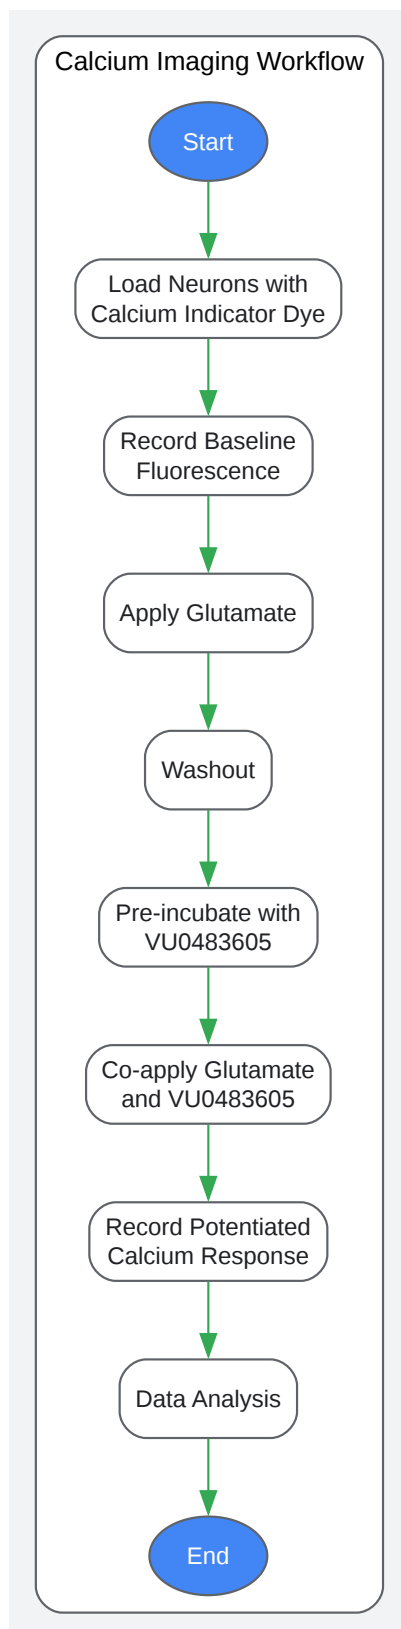 Calcium Imaging Workflow
Start
Load Neurons with
Calcium Indicator Dye
Record Baseline
Fluorescence
Apply Glutamate
Washout
Pre-incubate with
VU0483605
Co-apply Glutamate
and VU0483605
Record Potentiated
Calcium Response
Data Analysis
End